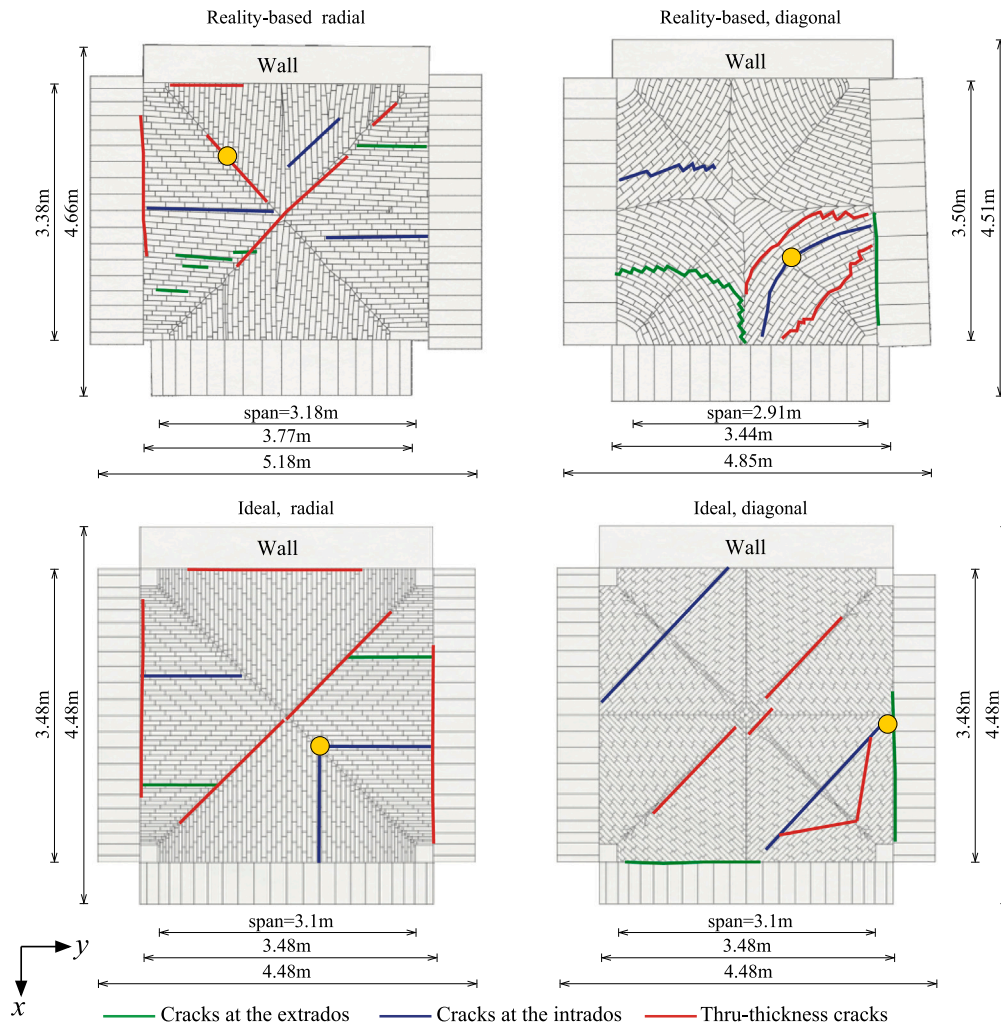 Reality-based radial
Reality-based, diagonal
Wall
Wall
3.38m
4.66m
3.50m
4.51m
span=3.18m
3.77m
5.18m
span=2.91m
3.44m
4.85m
Ideal, radial
Ideal, diagonal
Wall
Wall
3.48m
4.48m
3.48m
4.48m
span=3.1m
3.48m
4.48m
span=3.1m
3.48m
4.48m
y
x
Cracks at the extrados
Cracks at the intrados
Thru-thickness cracks